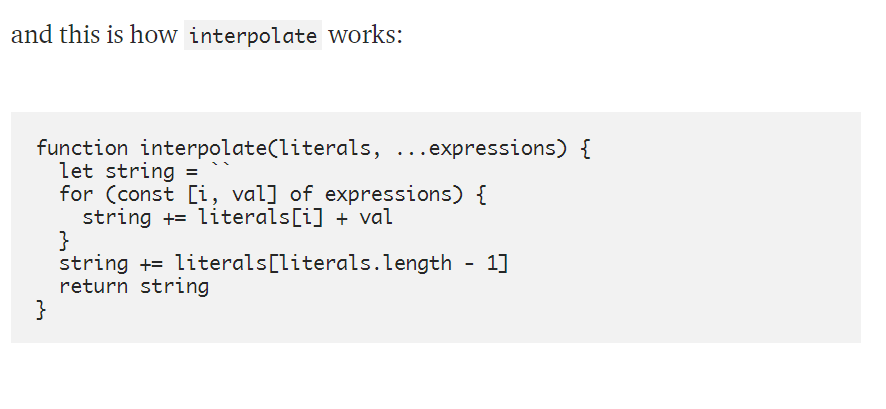 and this is how interpolate works:
function interpolate(literals, ...expressions) {
  let string = ``
  for (const [i, val] of expressions) {
    string += literals[i] + val
  }
  string += literals[literals.length - 1]
  return string
}